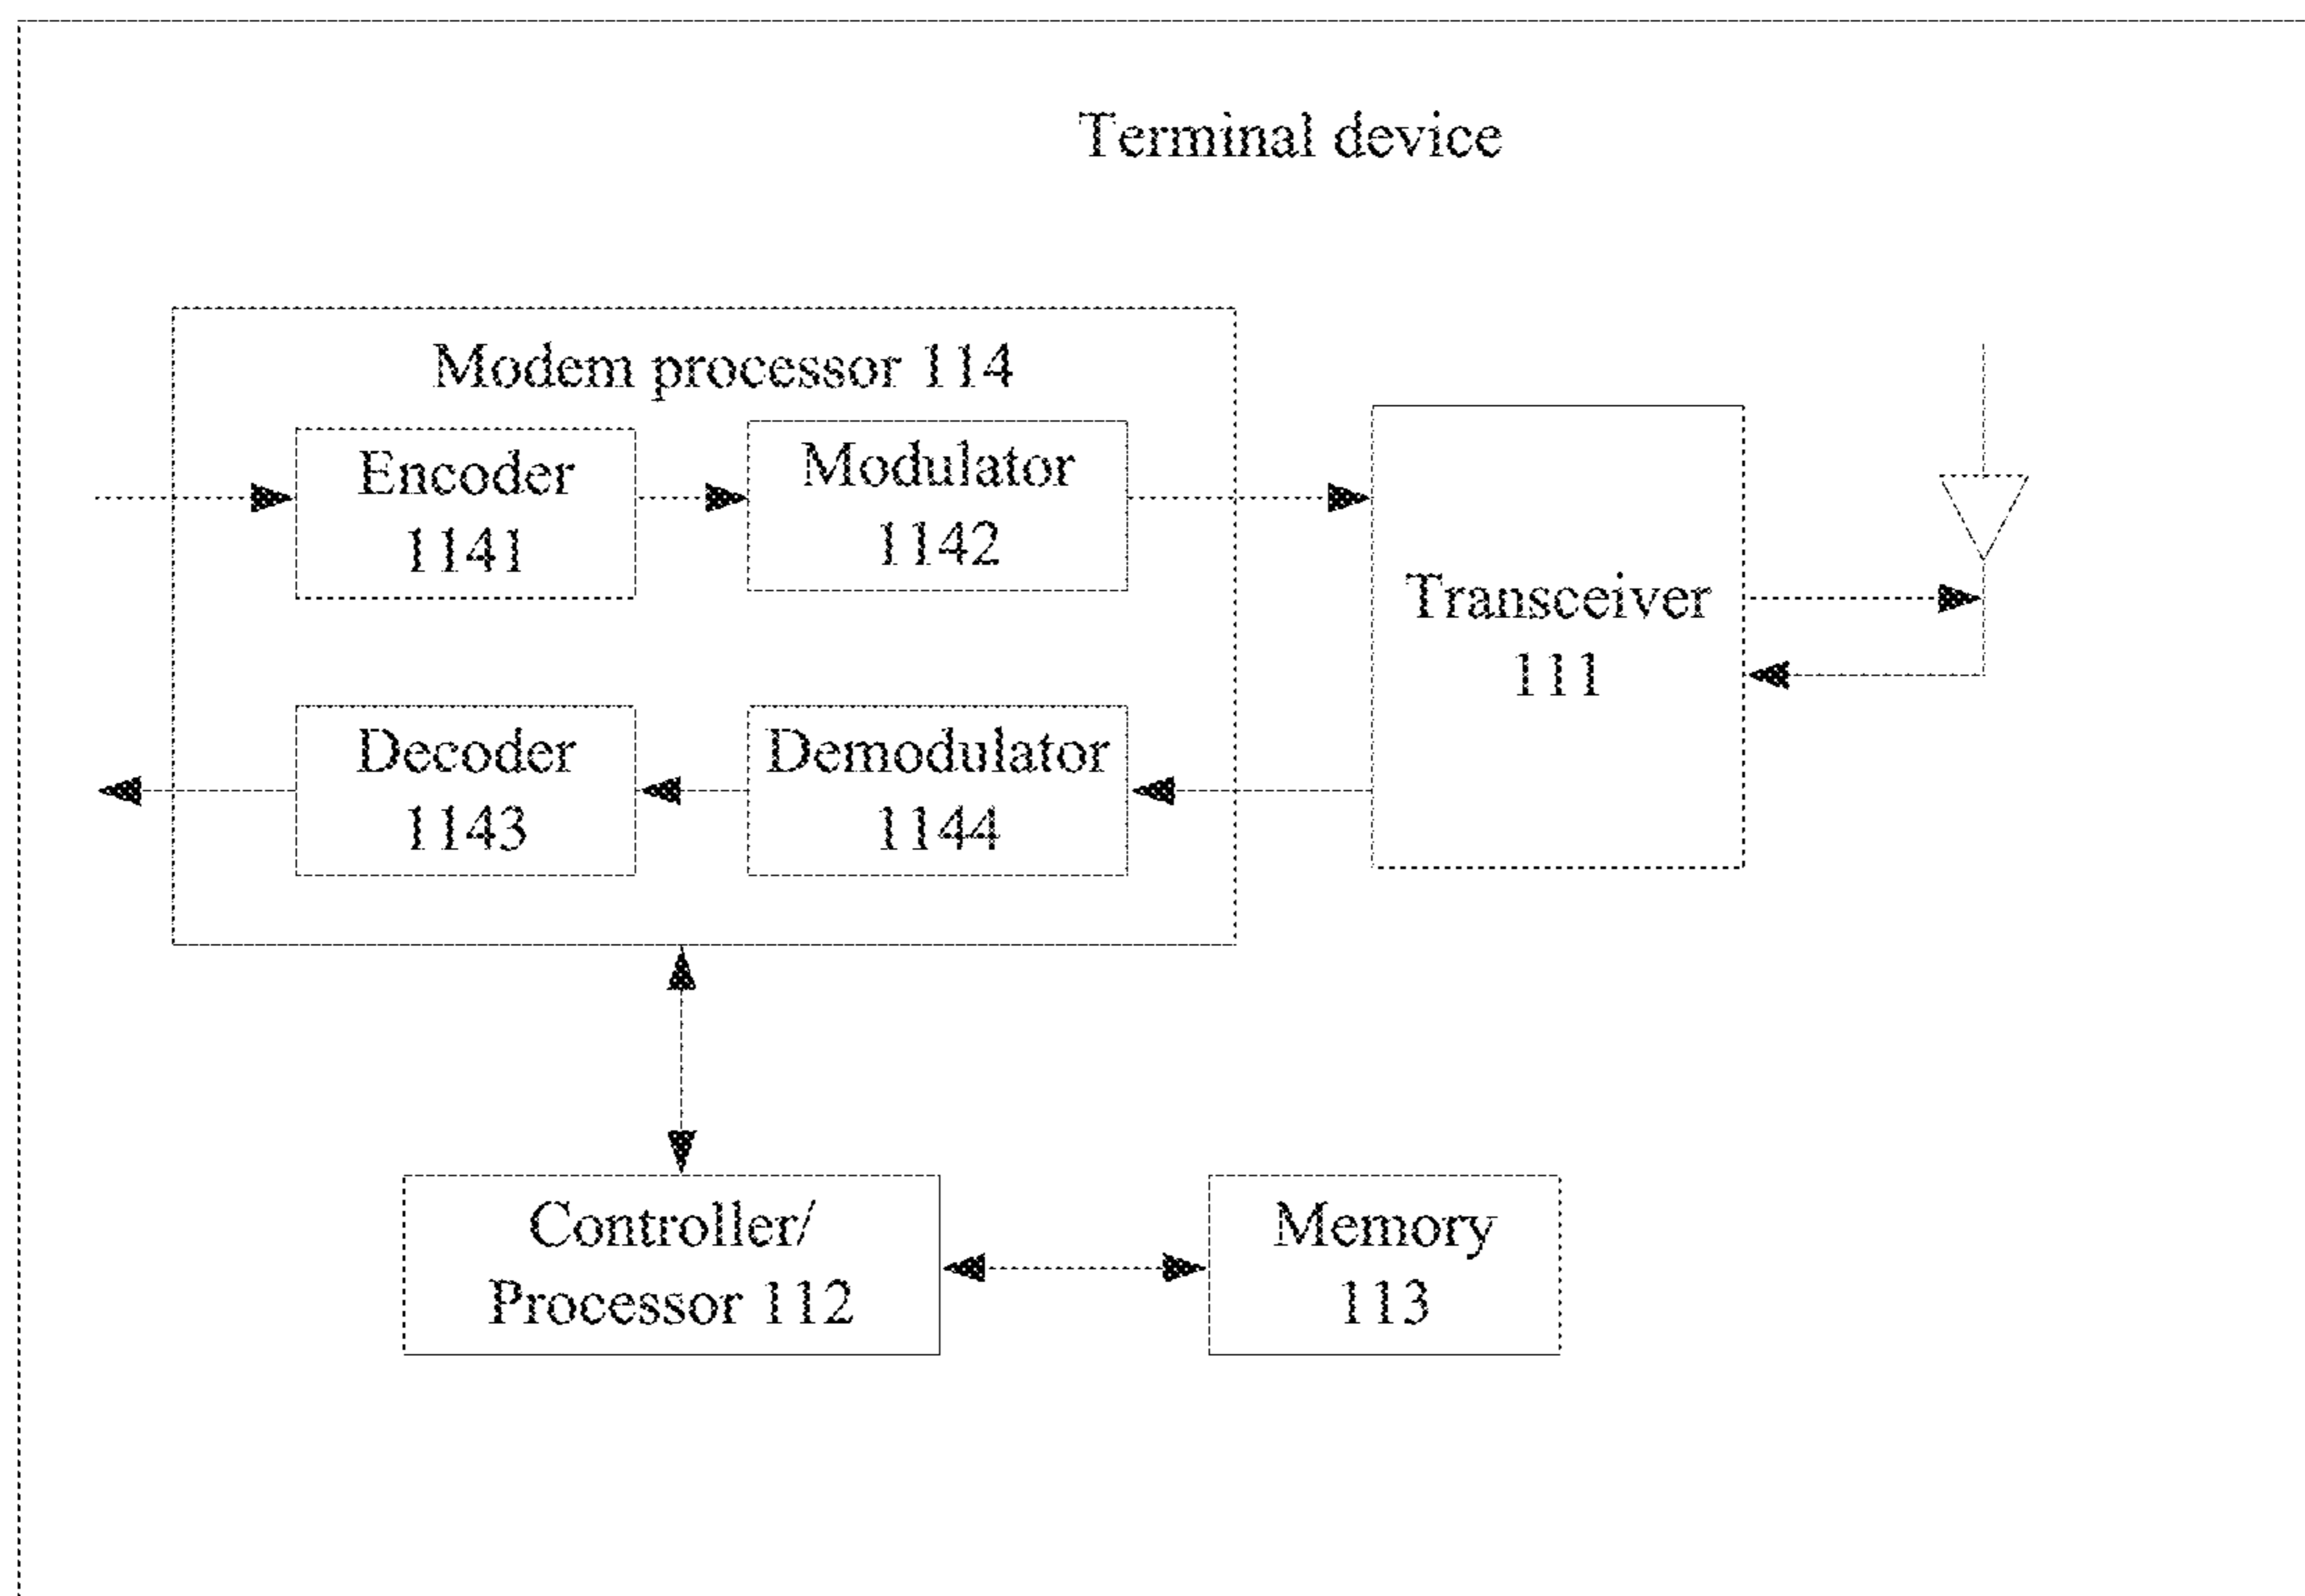 Terminal device
Modem processor 114
Encoder
1141
Modulator
1142
Transceiver
111
Decoder
1143
Demodulator
1144
Controller/
Processor 112
Memory
113